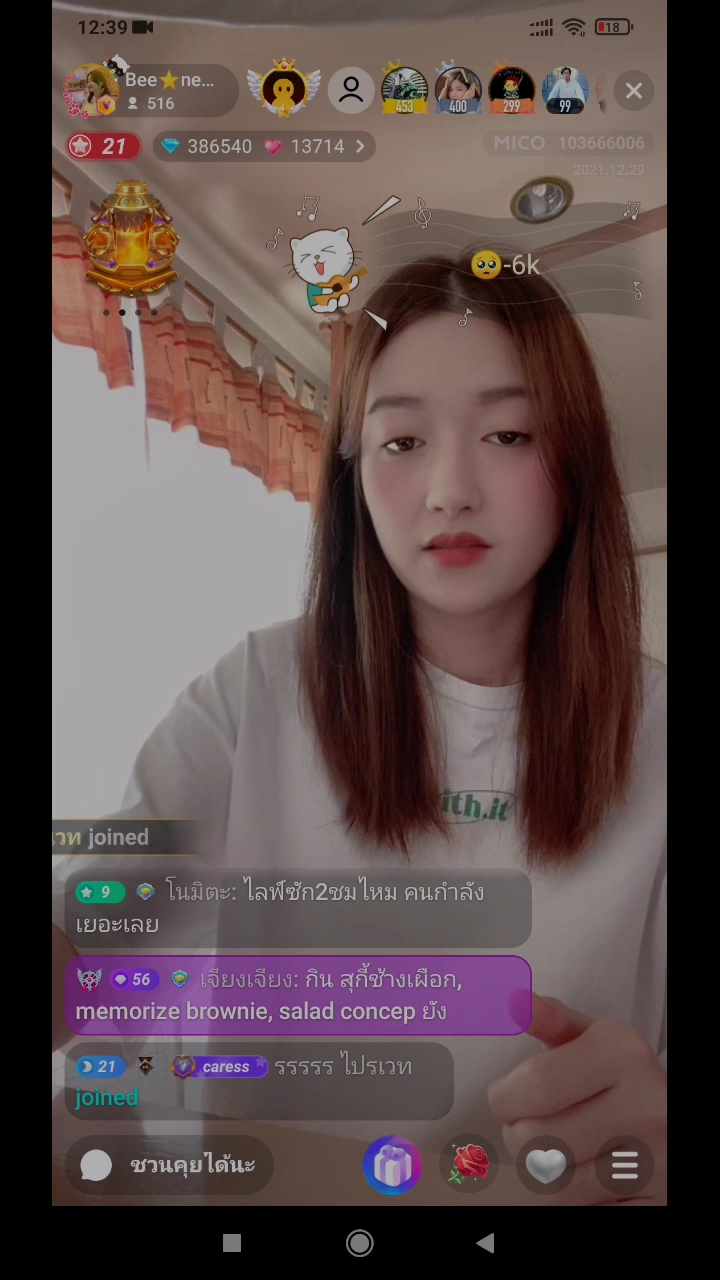 12:39
18
Bee⭐ne...
516
453
400
299
99
21
386540
13714
MICO 103666006
2021.12.29
🥺-6k
ith.it
เวท joined
9 โนมิตะ: ไลฟ์ซัก2ชมไหม คนกำลัง
เยอะเลย
56 เจียงเจียง: กิน สุกี้ช้างเผือก,
memorize brownie, salad concep ยัง
21 caress รรรรร ไปรเวท
joined
ชวนคุยได้นะ